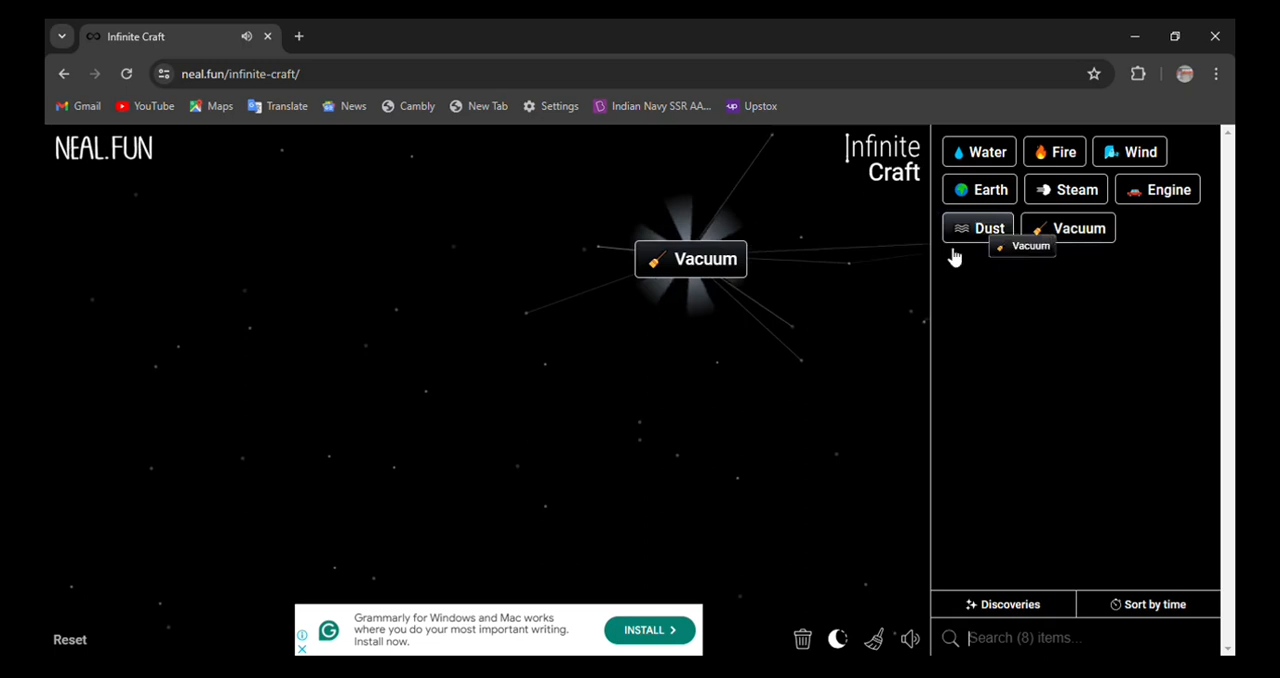 Infinite Craft
neal.fun/infinite-craft/
Gmail YouTube Maps Translate News Cambly New Tab Settings Indian Navy SSR AA... Upstox
NEAL.FUN
Infinite
Craft
Water Fire Wind
Earth Steam Engine
Dust Vacuum
Vacuum
Vacuum
Discoveries Sort by time
Search (8) items...
Grammarly for Windows and Mac works
where you do your most important writing.
Install now.
INSTALL >
Reset